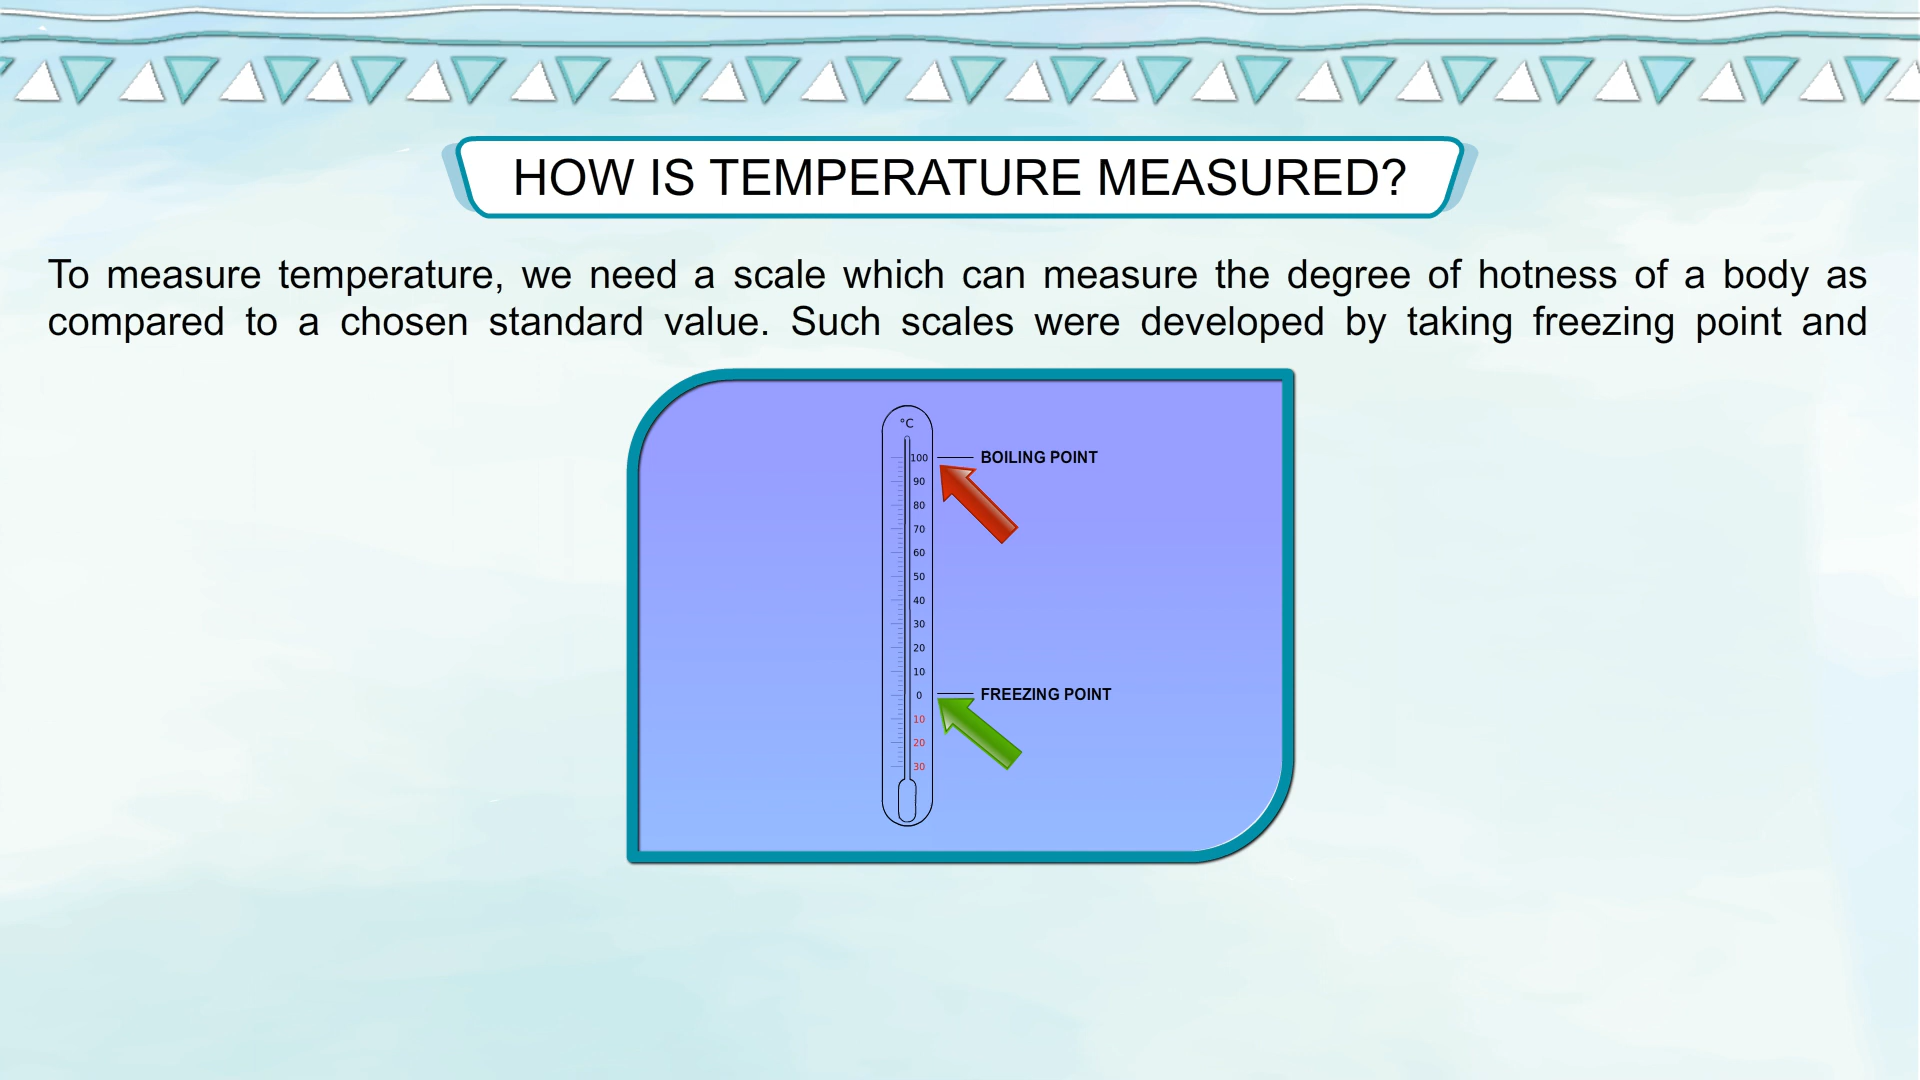 HOW IS TEMPERATURE MEASURED?
To measure temperature, we need a scale which can measure the degree of hotness of a body as
compared to a chosen standard value. Such scales were developed by taking freezing point and
°C
100 BOILING POINT
90
80
70
60
50
40
30
20
10
0 FREEZING POINT
10
20
30